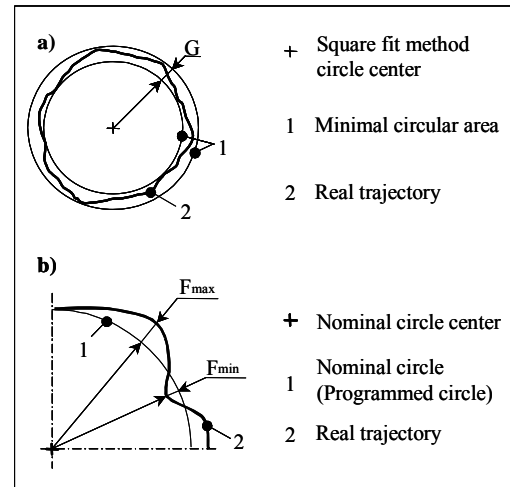 a)
G
1
2
+ Square fit method
circle center
1 Minimal circular area
2 Real trajectory
b)
Fmax
1
Fmin
2
+ Nominal circle center
1 Nominal circle
(Programmed circle)
2 Real trajectory